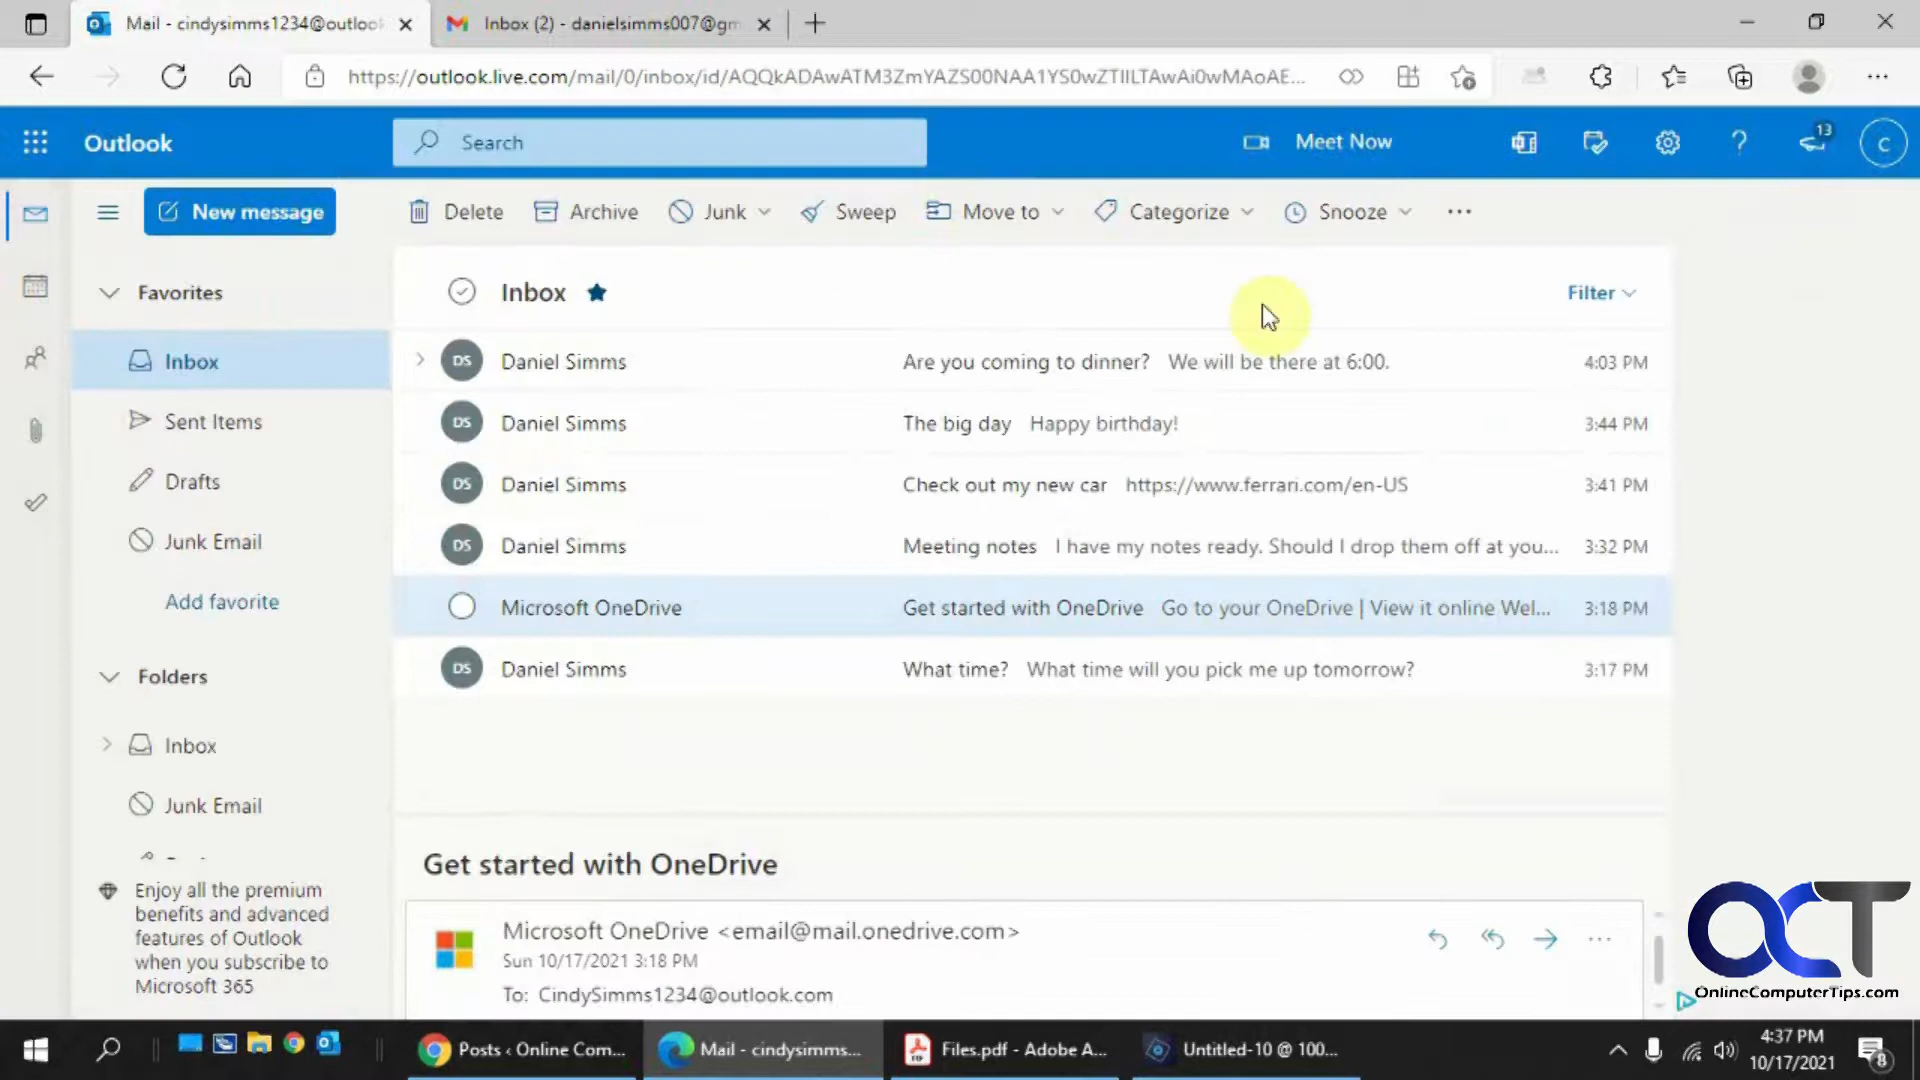 Mail - cindysimms1234@outlook
Inbox (2) - danielsimms007@gm
https://outlook.live.com/mail/0/inbox/id/AQQkADAwATM3ZmYAZS00NAA1YS0wZTIILTAwAi0wMAoAE...
Outlook
Search
Meet Now
13
C
New message
Delete
Archive
Junk
Sweep
Move to
Categorize
Snooze
Favorites
Inbox
Sent Items
Drafts
Junk Email
Add favorite
Folders
Inbox
Junk Email
Enjoy all the premium
benefits and advanced
features of Outlook
when you subscribe to
Microsoft 365
Inbox
Filter
DS Daniel Simms Are you coming to dinner? We will be there at 6:00. 4:03 PM
DS Daniel Simms The big day Happy birthday! 3:44 PM
DS Daniel Simms Check out my new car https://www.ferrari.com/en-US 3:41 PM
DS Daniel Simms Meeting notes I have my notes ready. Should I drop them off at you... 3:32 PM
Microsoft OneDrive Get started with OneDrive Go to your OneDrive | View it online Wel... 3:18 PM
DS Daniel Simms What time? What time will you pick me up tomorrow? 3:17 PM
Get started with OneDrive
Microsoft OneDrive <email@mail.onedrive.com>
Sun 10/17/2021 3:18 PM
To: CindySimms1234@outlook.com
OCT
OnlineComputerTips.com
Posts ‹ Online Com...
Mail - cindysimms...
Files.pdf - Adobe A...
Untitled-10 @ 100...
4:37 PM
10/17/2021
8